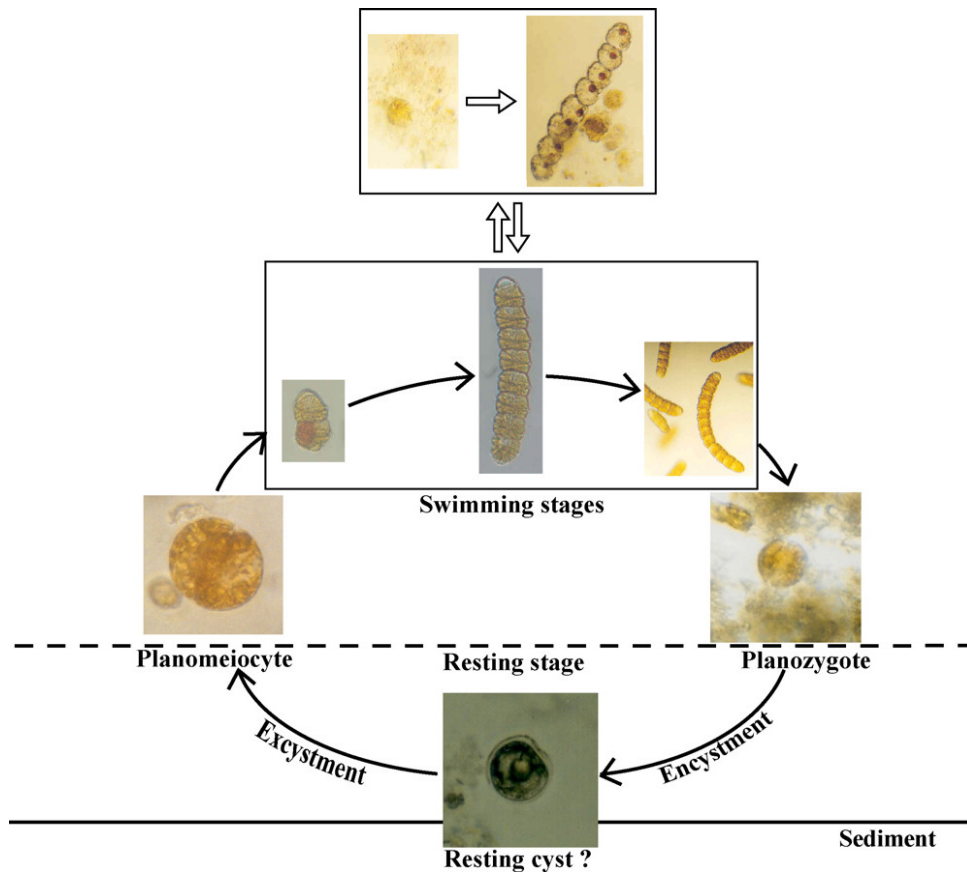 Swimming stages
Planomeiocyte
Resting stage
Planozygote
Excystment
Encystment
Sediment
Resting cyst ?